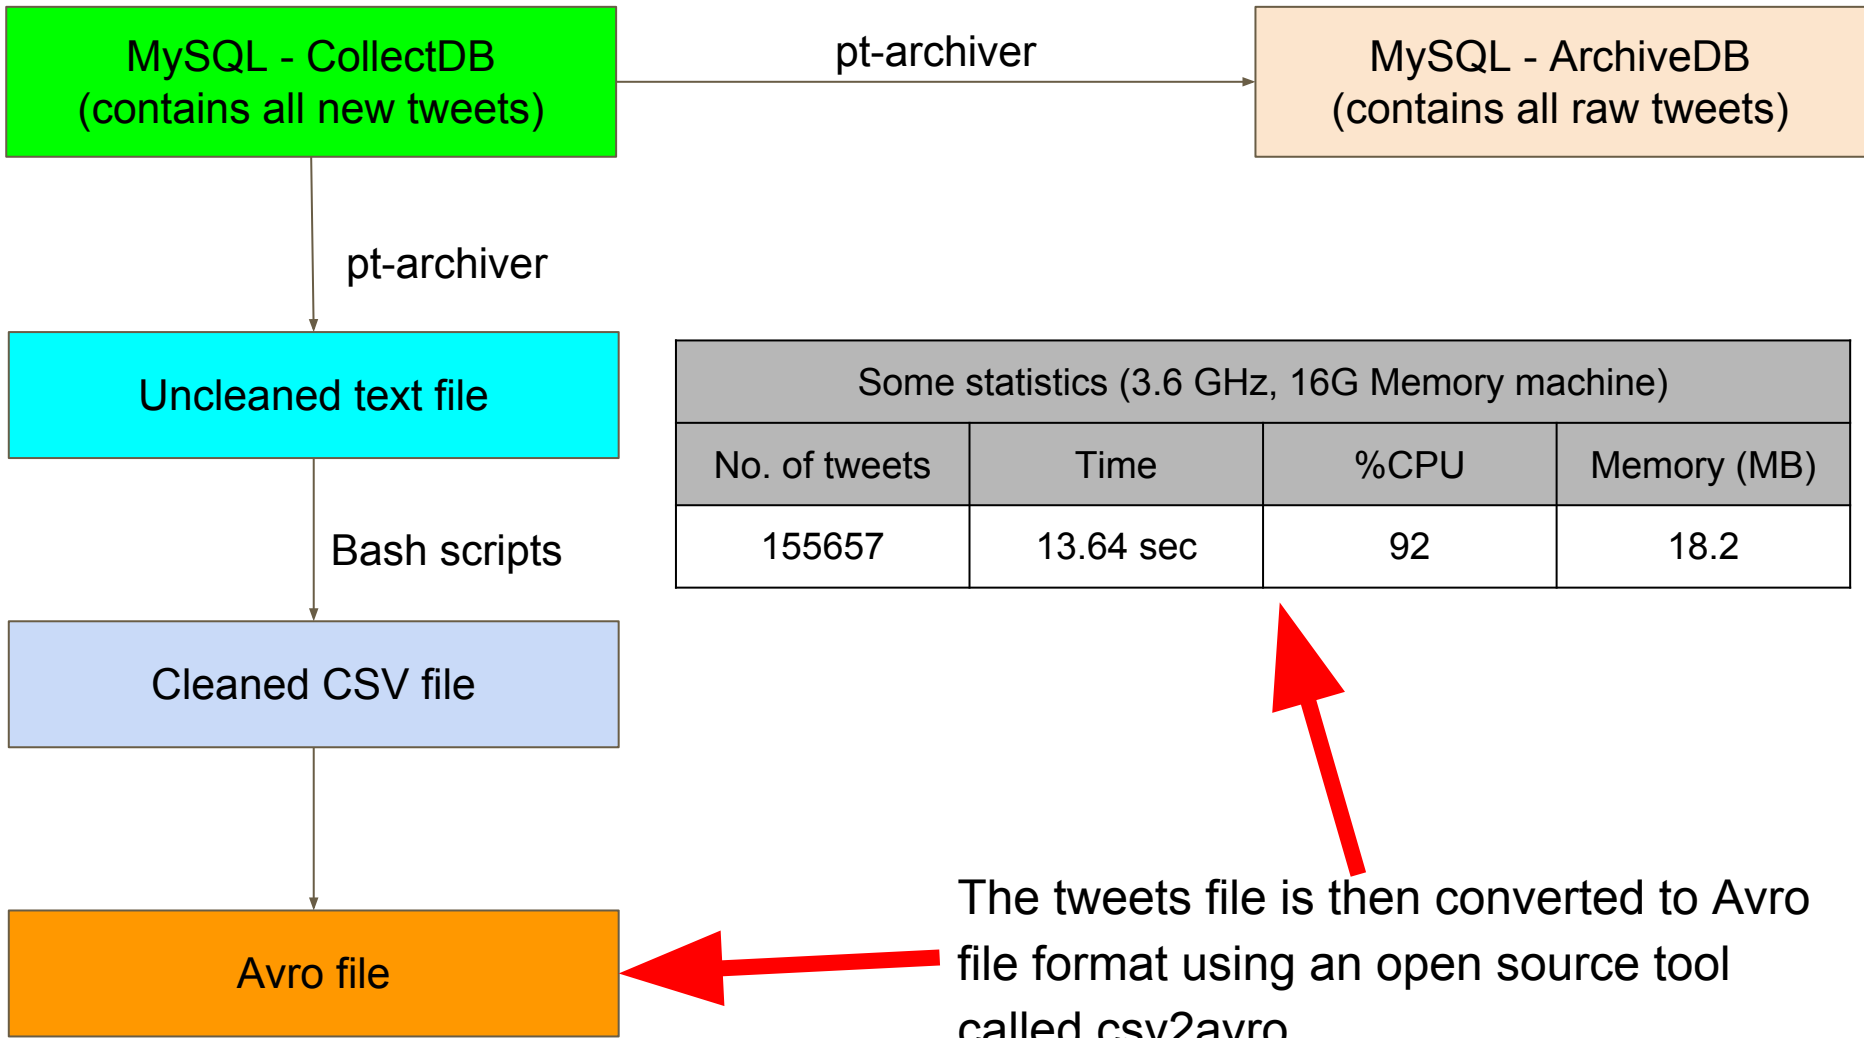 MySQL - CollectDB
(contains all new tweets)
pt-archiver
MySQL - ArchiveDB
(contains all raw tweets)
pt-archiver
Uncleaned text file
Some statistics (3.6 GHz, 16G Memory machine)
No. of tweets
Time
%CPU
Memory (MB)
155657
13.64 sec
92
18.2
Bash scripts
Cleaned CSV file
The tweets file is then converted to Avro
file format using an open source tool
called csv2avro
Avro file